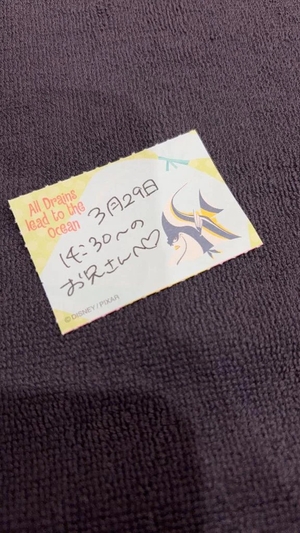 All Drains
lead to the
Ocean
3月29日
14:30～の
お兄さんへ♡
© DISNEY / PIXAR